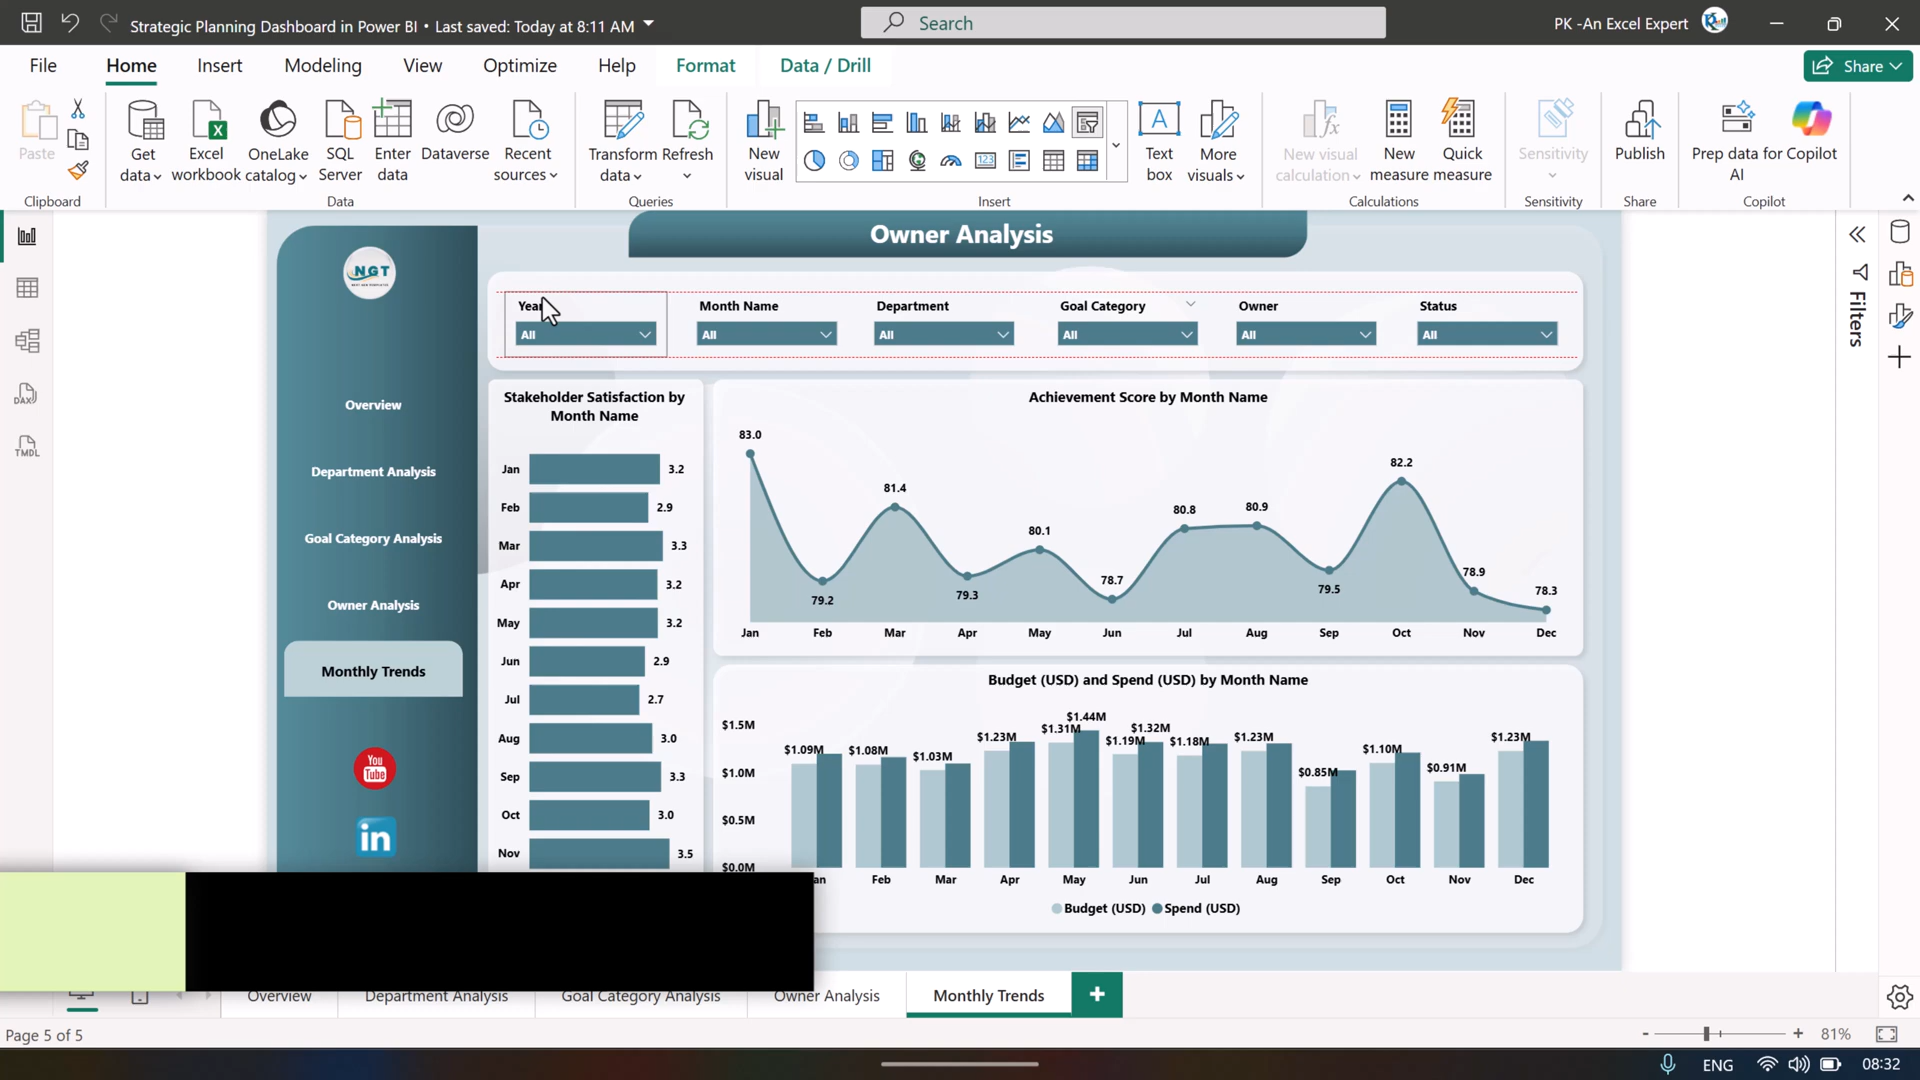 Strategic Planning Dashboard in Power BI • Last saved: Today at 8:11 AM
Search
PK -An Excel Expert
File Home Insert Modeling View Optimize Help Format Data / Drill
Share
Paste
Get data
Excel workbook
OneLake catalog
SQL Server
Enter data
Dataverse
Recent sources
Transform data
Refresh
New visual
Text box
More visuals
New visual calculation
New measure
Quick measure
Sensitivity
Publish
Prep data for AI
Copilot
Clipboard Data Queries Insert Calculations Sensitivity Share Copilot
Owner Analysis
NGT
Year Month Name Department Goal Category Owner Status
All All All All All All
Overview
Department Analysis
Goal Category Analysis
Owner Analysis
Monthly Trends
You
Tube
in
Stakeholder Satisfaction by
Month Name
Jan 3.2
Feb 2.9
Mar 3.3
Apr 3.2
May 3.2
Jun 2.9
Jul 2.7
Aug 3.0
Sep 3.3
Oct 3.0
Nov 3.5
Achievement Score by Month Name
83.0 79.2 81.4 79.3 80.1 78.7 80.8 80.9 79.5 82.2 78.9 78.3
Jan Feb Mar Apr May Jun Jul Aug Sep Oct Nov Dec
Budget (USD) and Spend (USD) by Month Name
$1.5M
$1.0M
$0.5M
$0.0M
$1.09M $1.08M $1.03M $1.23M $1.31M $1.44M $1.19M $1.32M $1.18M $1.23M $0.85M $1.10M $0.91M $1.23M
an Feb Mar Apr May Jun Jul Aug Sep Oct Nov Dec
Budget (USD) Spend (USD)
Filters
DAX
TMDL
Overview Department Analysis Goal Category Analysis Owner Analysis Monthly Trends +
Page 5 of 5
- + 81%
ENG
08:32